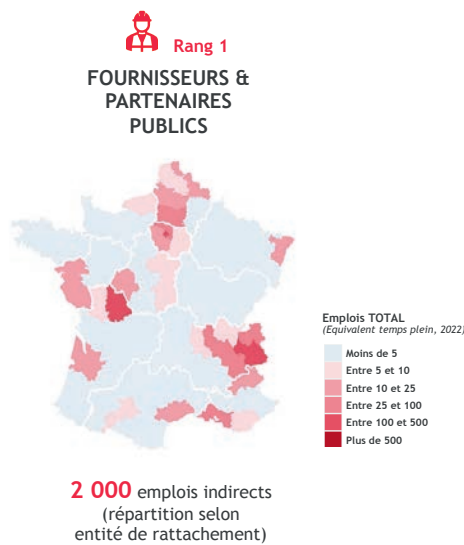 Rang 1
FOURNISSEURS &
PARTENAIRES
PUBLICS
Emplois TOTAL
(Equivalent temps plein, 2022)
Moins de 5
Entre 5 et 10
Entre 10 et 25
Entre 25 et 100
Entre 100 et 500
Plus de 500
2 000 emplois indirects
(répartition selon
entité de rattachement)